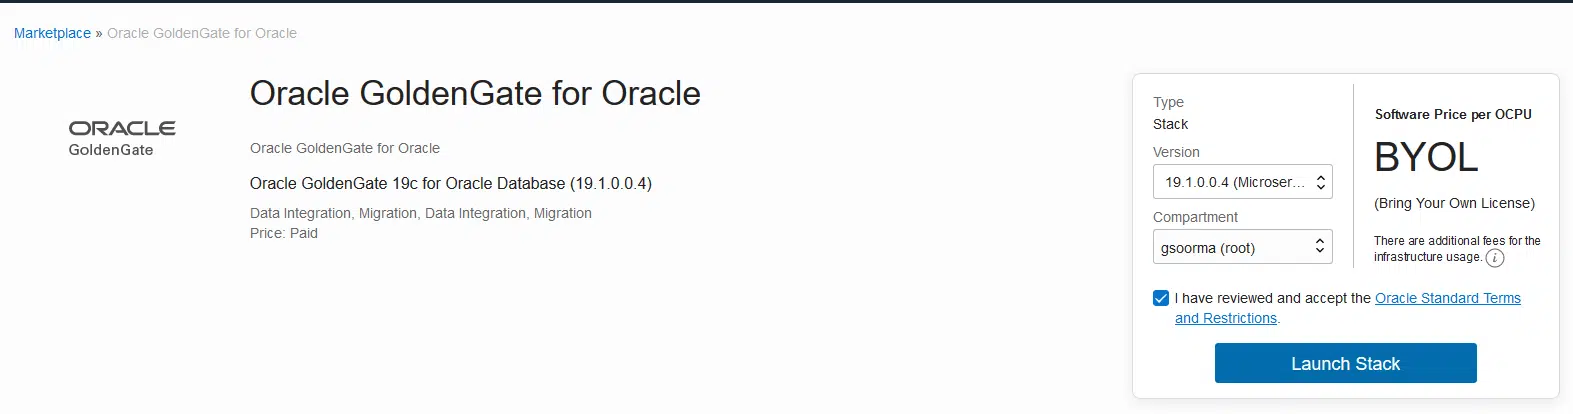 Marketplace » Oracle GoldenGate for Oracle
ORACLE
GoldenGate
Oracle GoldenGate for Oracle
Oracle GoldenGate for Oracle
Oracle GoldenGate 19c for Oracle Database (19.1.0.0.4)
Data Integration, Migration, Data Integration, Migration
Price: Paid
Type
Stack
Version
19.1.0.0.4 (Microser...
Compartment
gsoorma (root)
Software Price per OCPU
BYOL
(Bring Your Own License)
There are additional fees for the
infrastructure usage. i
I have reviewed and accept the Oracle Standard Terms
and Restrictions.
Launch Stack